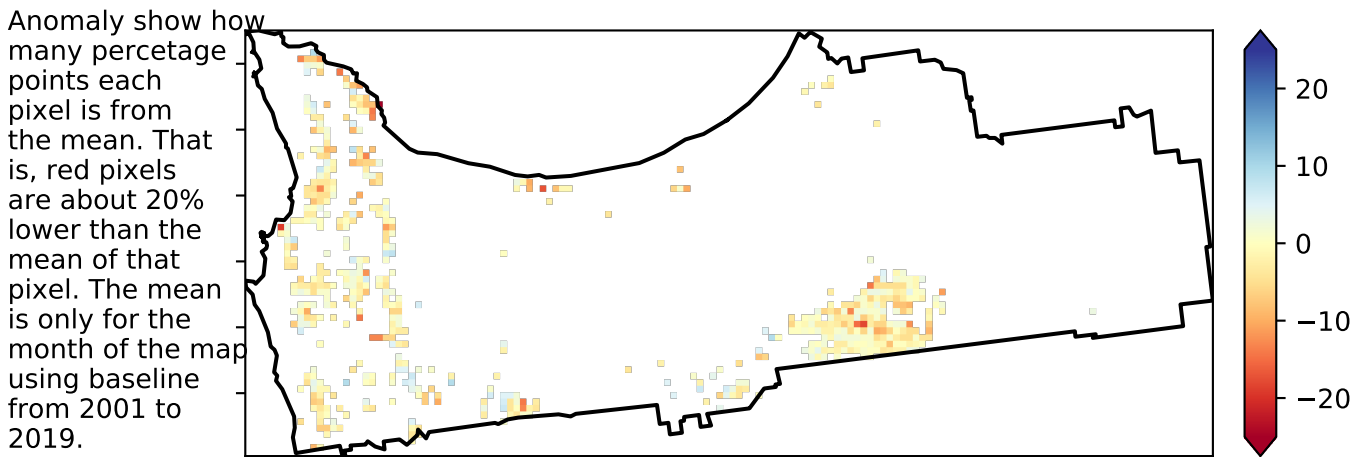 Anomaly show how
many percetage
points each
pixel is from
the mean. That
is, red pixels
are about 20%
lower than the
mean of that
pixel. The mean
is only for the
month of the map
using baseline
from 2001 to
2019.
20
10
0
−10
−20